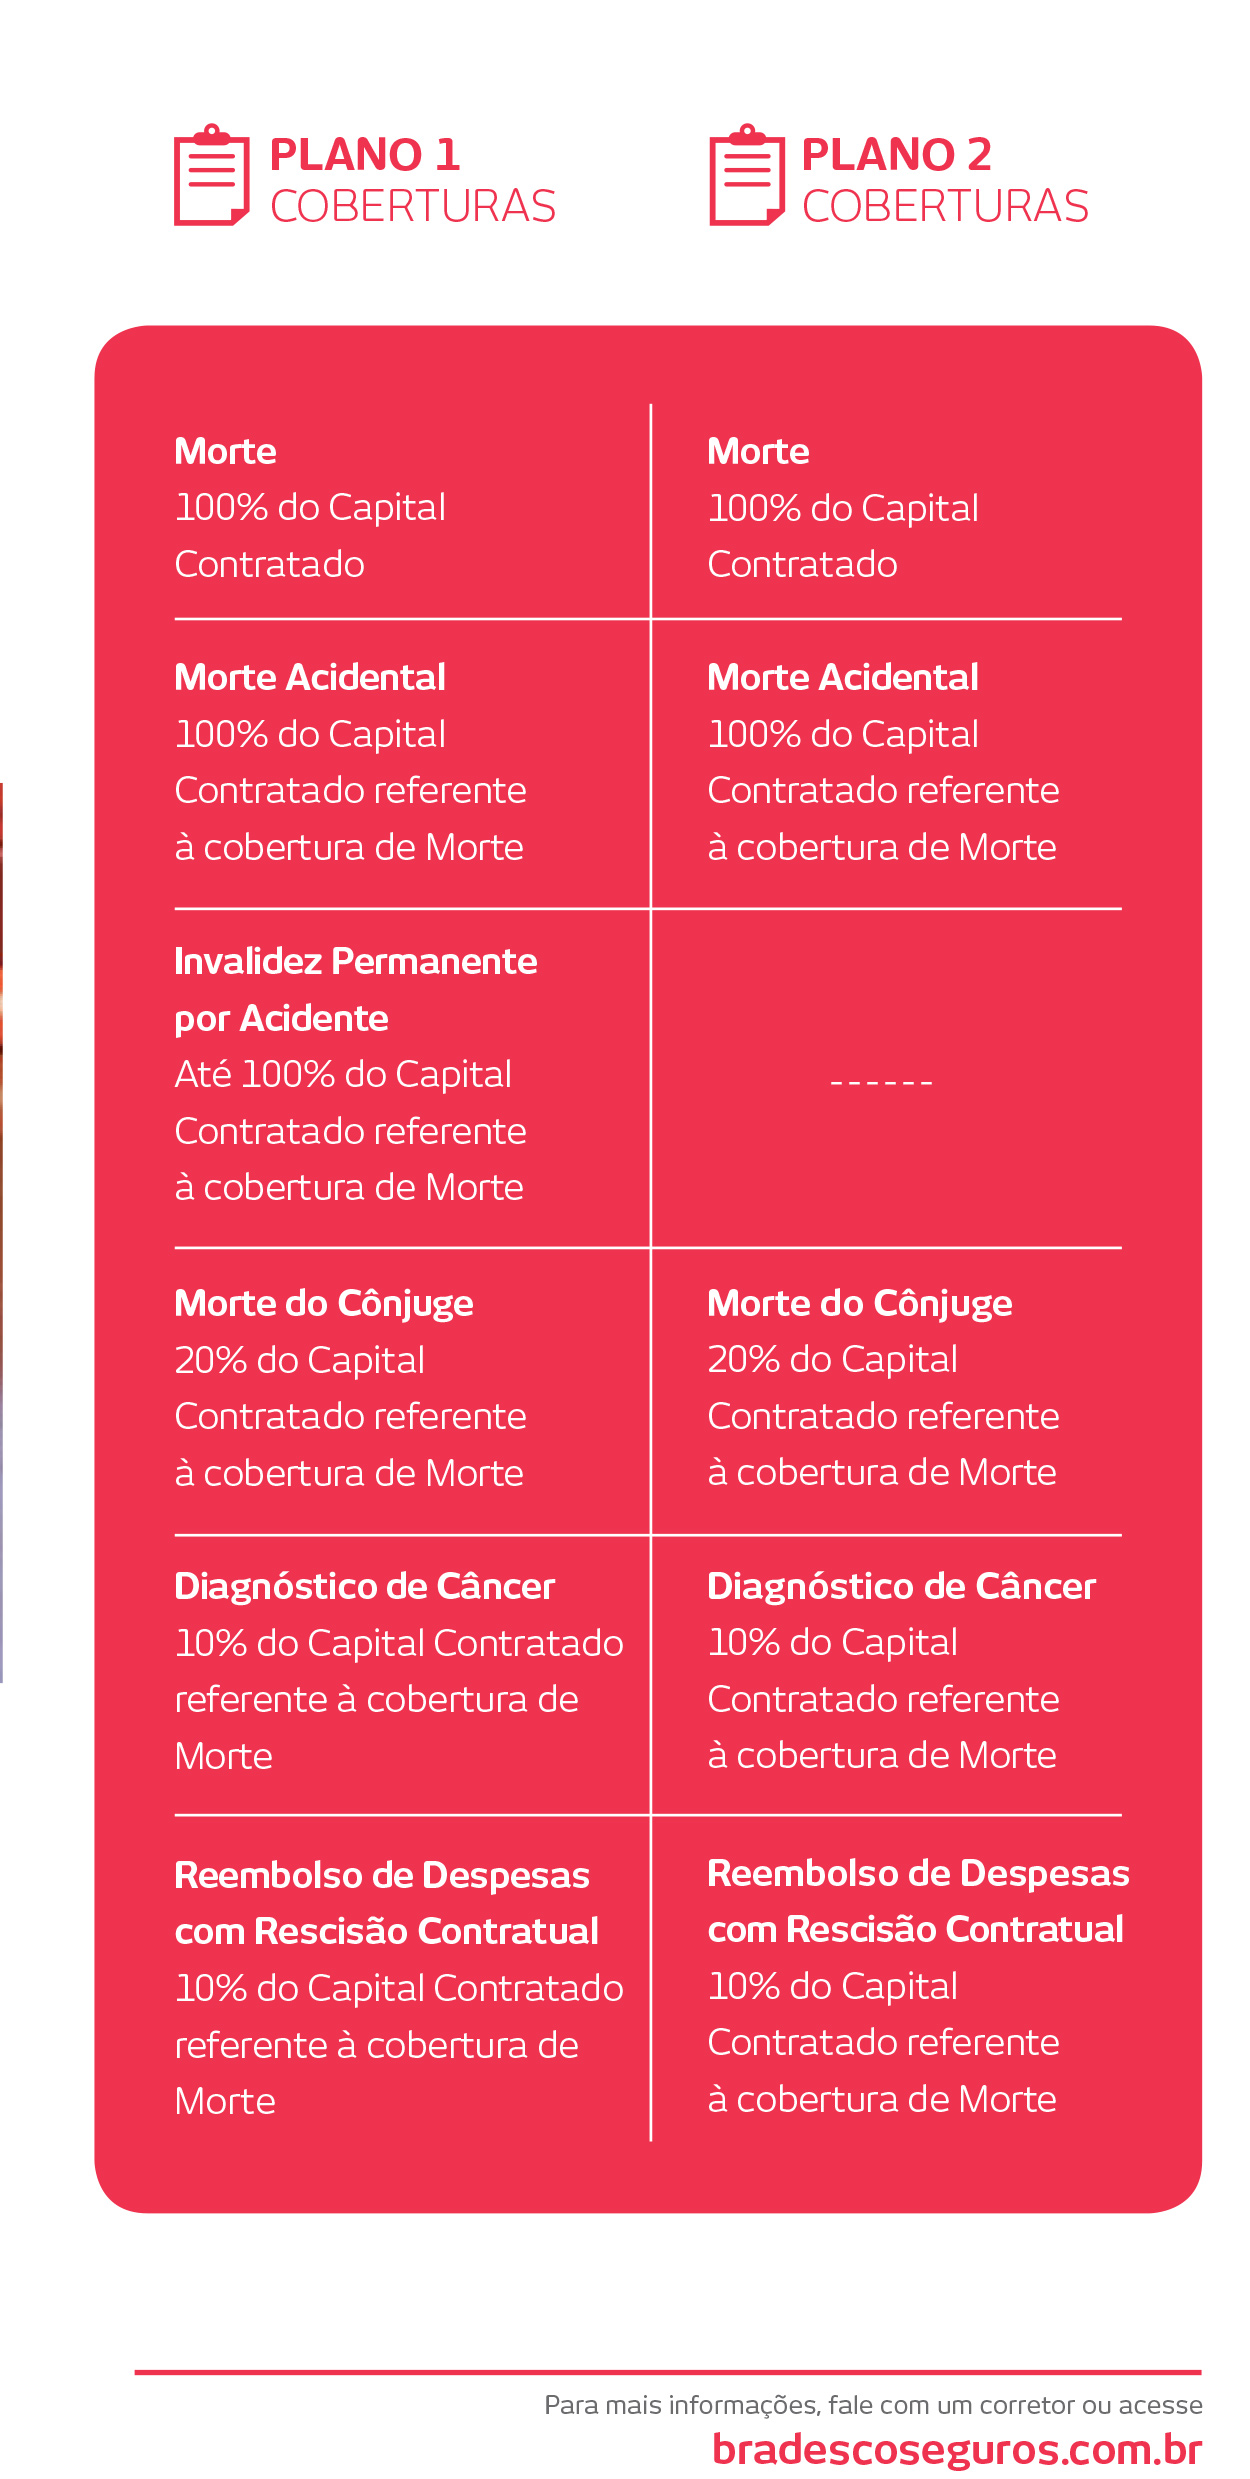 PLANO 1
COBERTURAS
PLANO 2
COBERTURAS
Morte
100% do Capital
Contratado
Morte
100% do Capital
Contratado
Morte Acidental
100% do Capital
Contratado referente
à cobertura de Morte
Morte Acidental
100% do Capital
Contratado referente
à cobertura de Morte
Invalidez Permanente
por Acidente
Até 100% do Capital
Contratado referente
à cobertura de Morte
------
Morte do Cônjuge
20% do Capital
Contratado referente
à cobertura de Morte
Morte do Cônjuge
20% do Capital
Contratado referente
à cobertura de Morte
Diagnóstico de Câncer
10% do Capital Contratado
referente à cobertura de
Morte
Diagnóstico de Câncer
10% do Capital
Contratado referente
à cobertura de Morte
Reembolso de Despesas
com Rescisão Contratual
10% do Capital Contratado
referente à cobertura de
Morte
Reembolso de Despesas
com Rescisão Contratual
10% do Capital
Contratado referente
à cobertura de Morte
Para mais informações, fale com um corretor ou acesse
bradescoseguros.com.br